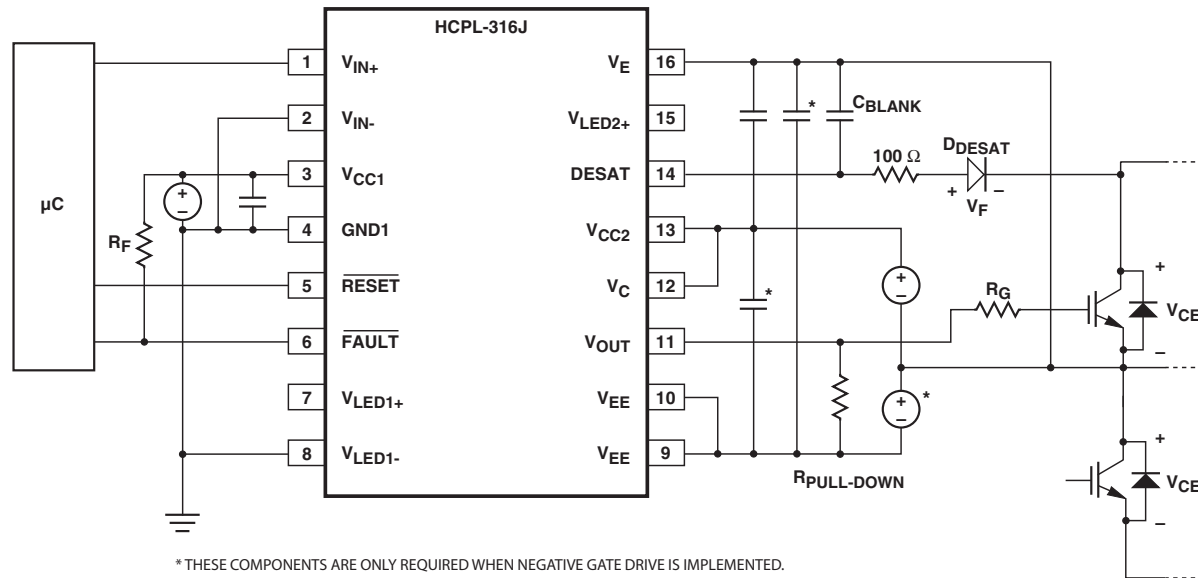 HCPL-316J
µC
1 VIN+
2 VIN-
3 VCC1
4 GND1
5 RESET
6 FAULT
7 VLED1+
8 VLED1-
RF
+
–
VE 16
VLED2+ 15
DESAT 14
VCC2 13
VC 12
VOUT 11
VEE 10
VEE 9
*
CBLANK
100 Ω
DDESAT
+ –
VF
*
+
–
RG
+
VCE
–
+
–
*
RPULL-DOWN
+
VCE
–
* THESE COMPONENTS ARE ONLY REQUIRED WHEN NEGATIVE GATE DRIVE IS IMPLEMENTED.